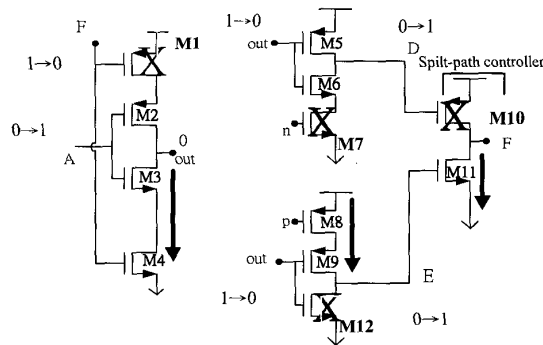 F
M1
1→0
M2
0→1
A
0
out
M3
M4
1→0
out
M5
0→1
D
M6
n
M7
Spilt-path controller
M10
F
M11
p
M8
out
M9
E
1→0
M12
0→1